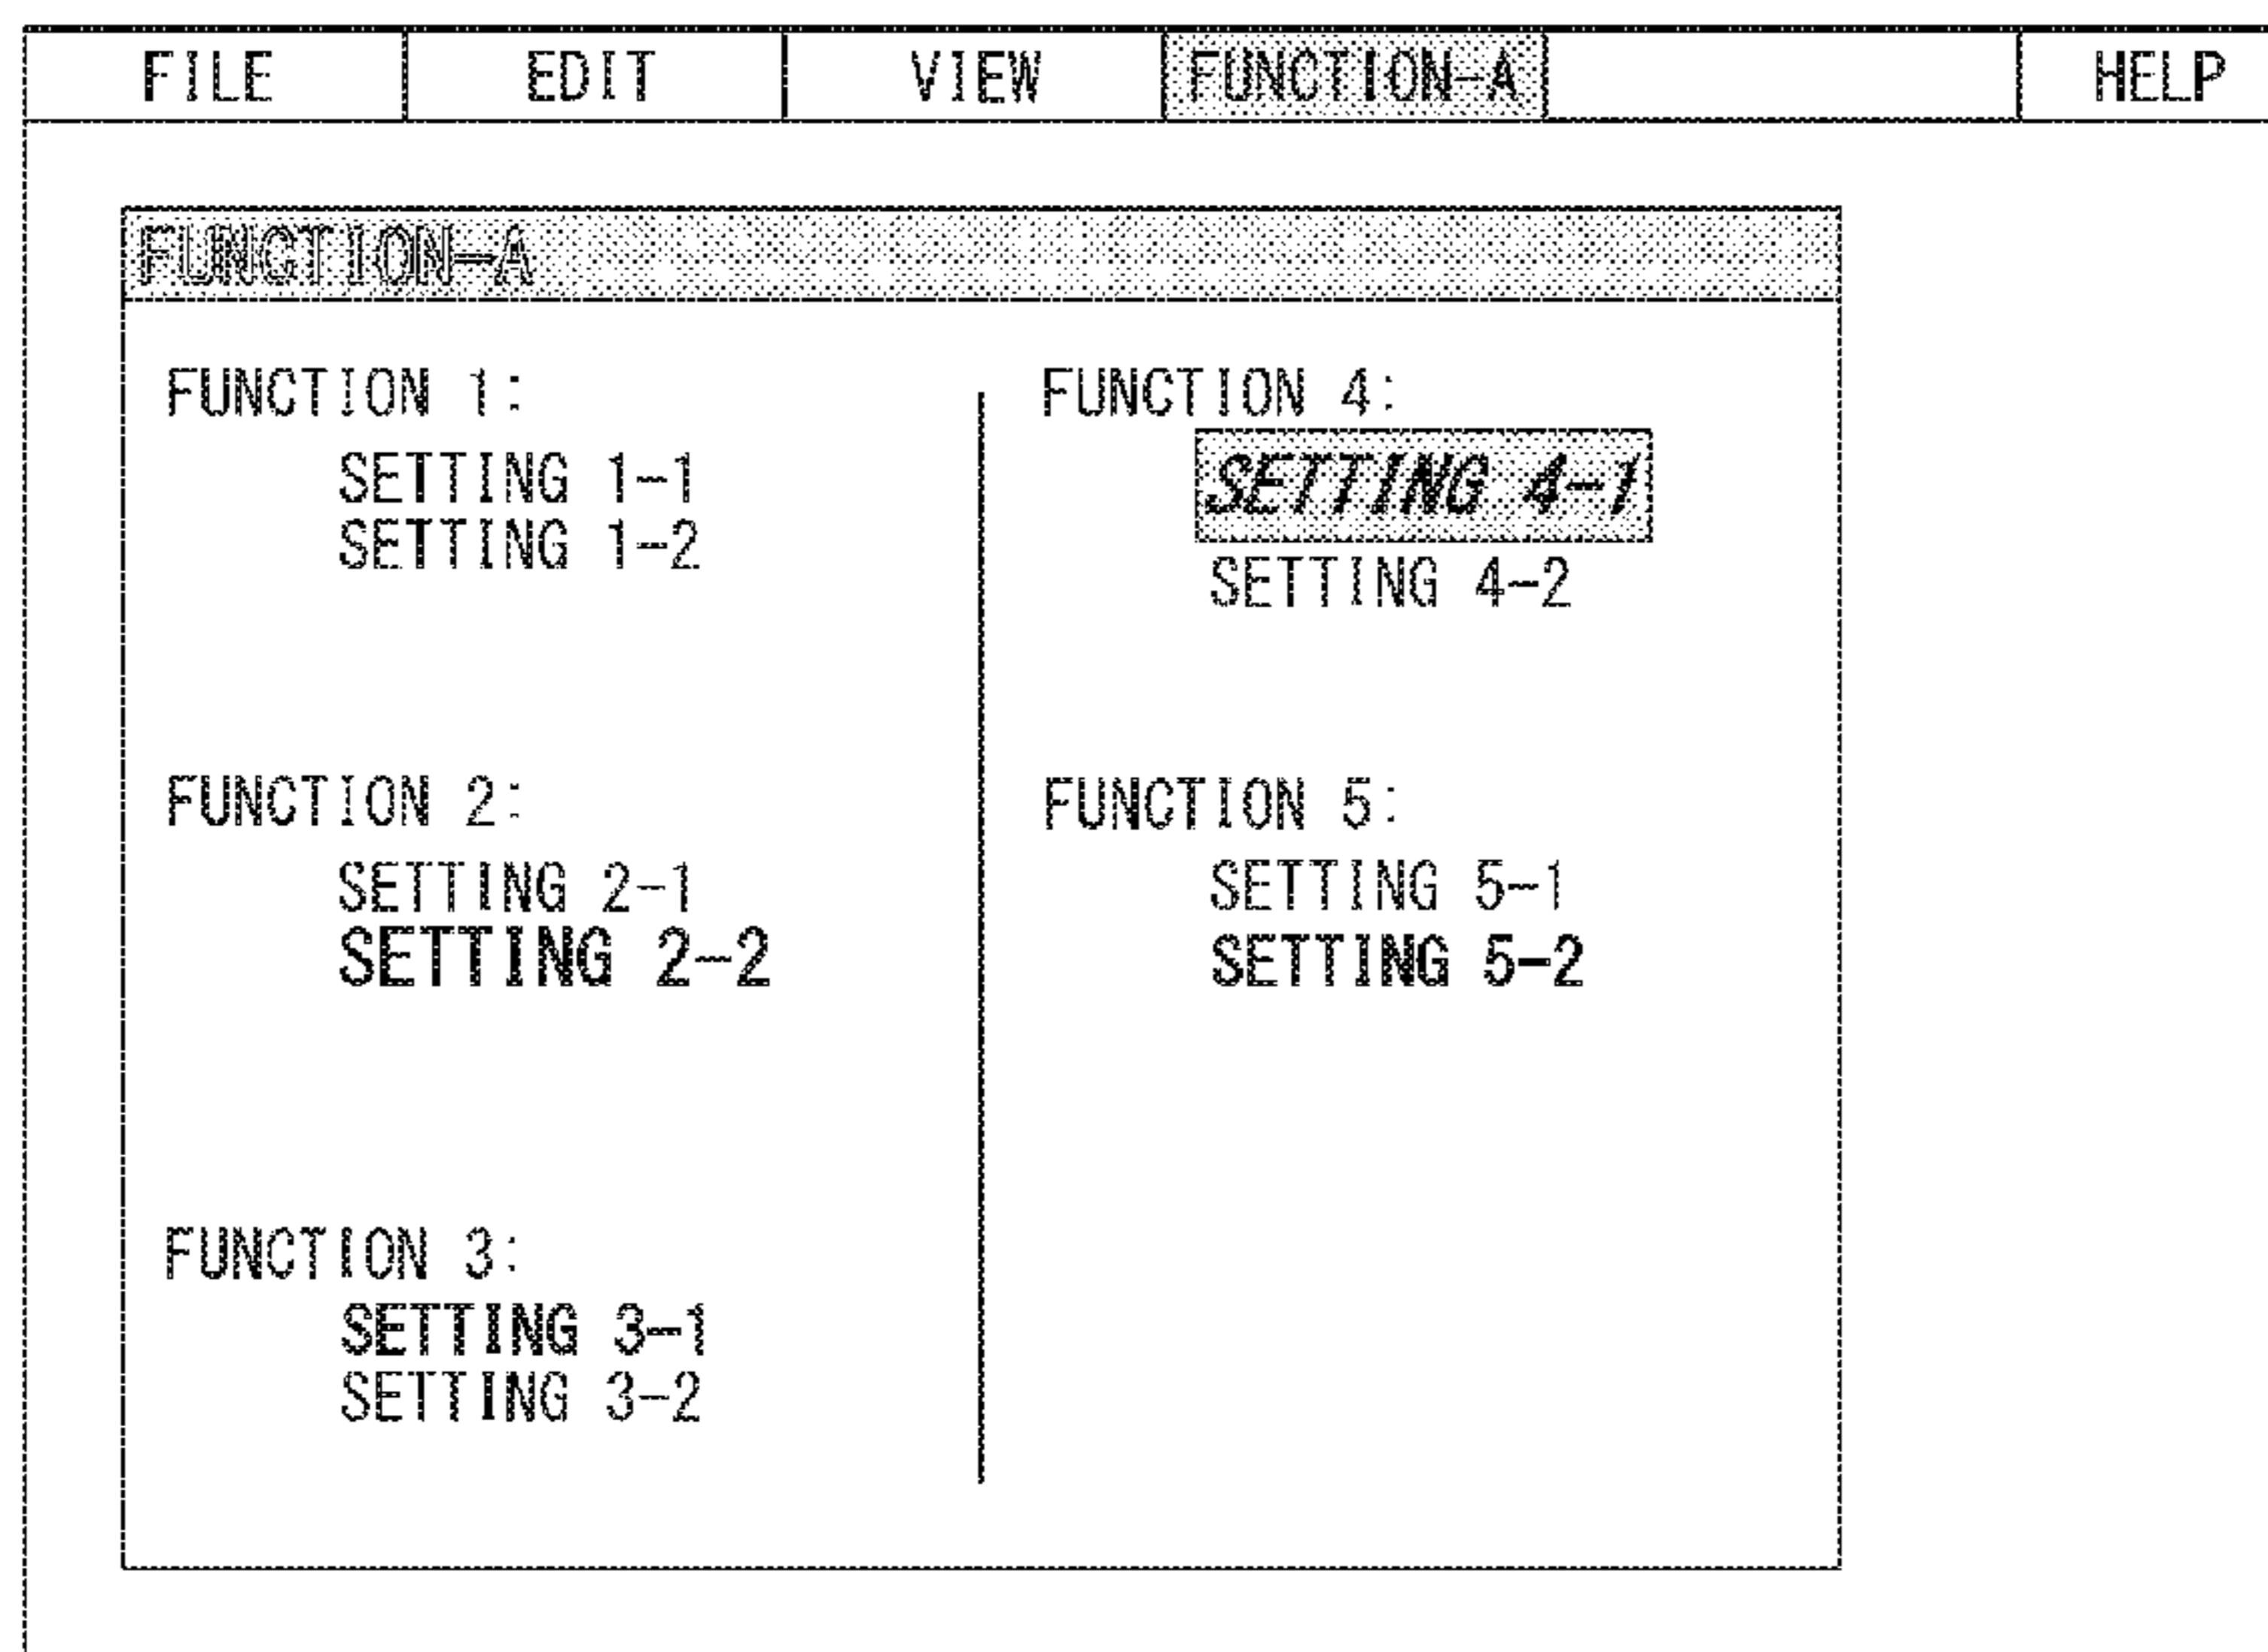 FILE EDIT VIEW FUNCTION-A HELP
FUNCTION-A
FUNCTION 1:
SETTING 1-1
SETTING 1-2
FUNCTION 2:
SETTING 2-1
SETTING 2-2
FUNCTION 3:
SETTING 3-1
SETTING 3-2
FUNCTION 4:
SETTING 4-1
SETTING 4-2
FUNCTION 5:
SETTING 5-1
SETTING 5-2